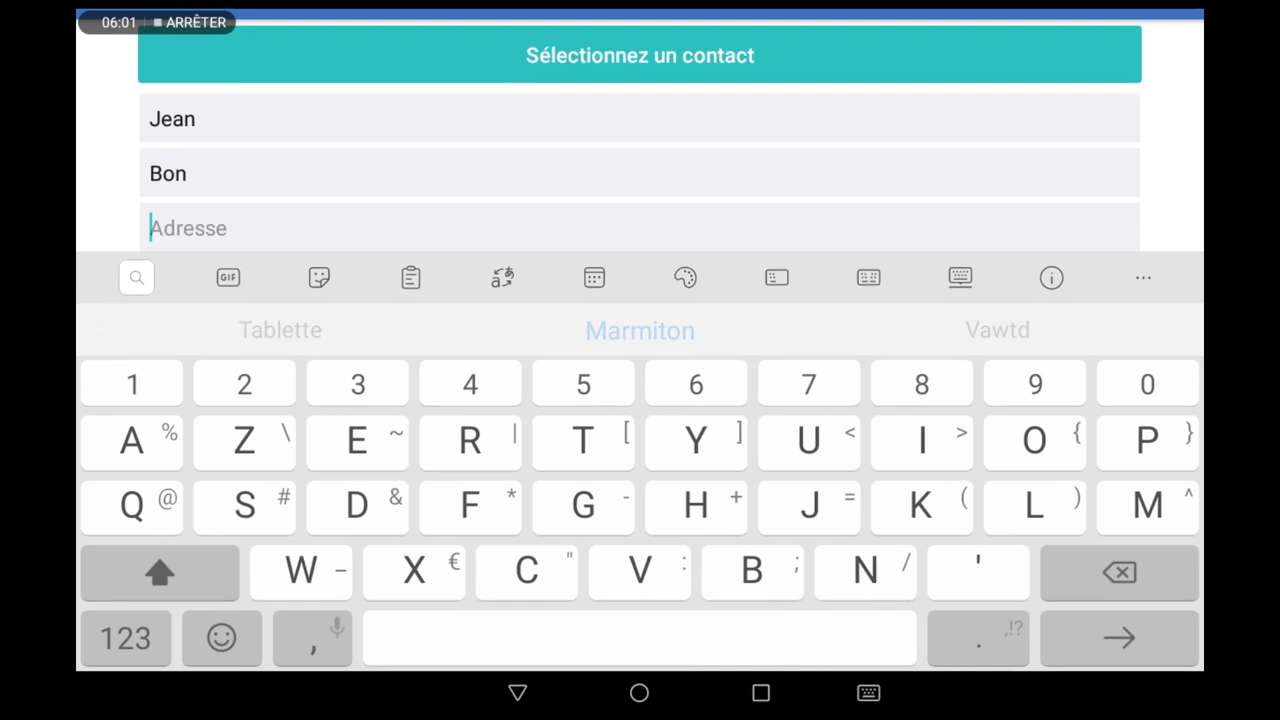 06:01 ARRÊTER
Sélectionnez un contact
Jean
Bon
Adresse
GIF
Tablette Marmiton Vawtd
1 2 3 4 5 6 7 8 9 0
A % Z \ E ~ R | T [ Y ] U < I > O { P }
Q @ S # D & F * G - H + J = K ( L ) M ^
W – X € C " V : B ; N / '
123 , . ,!?